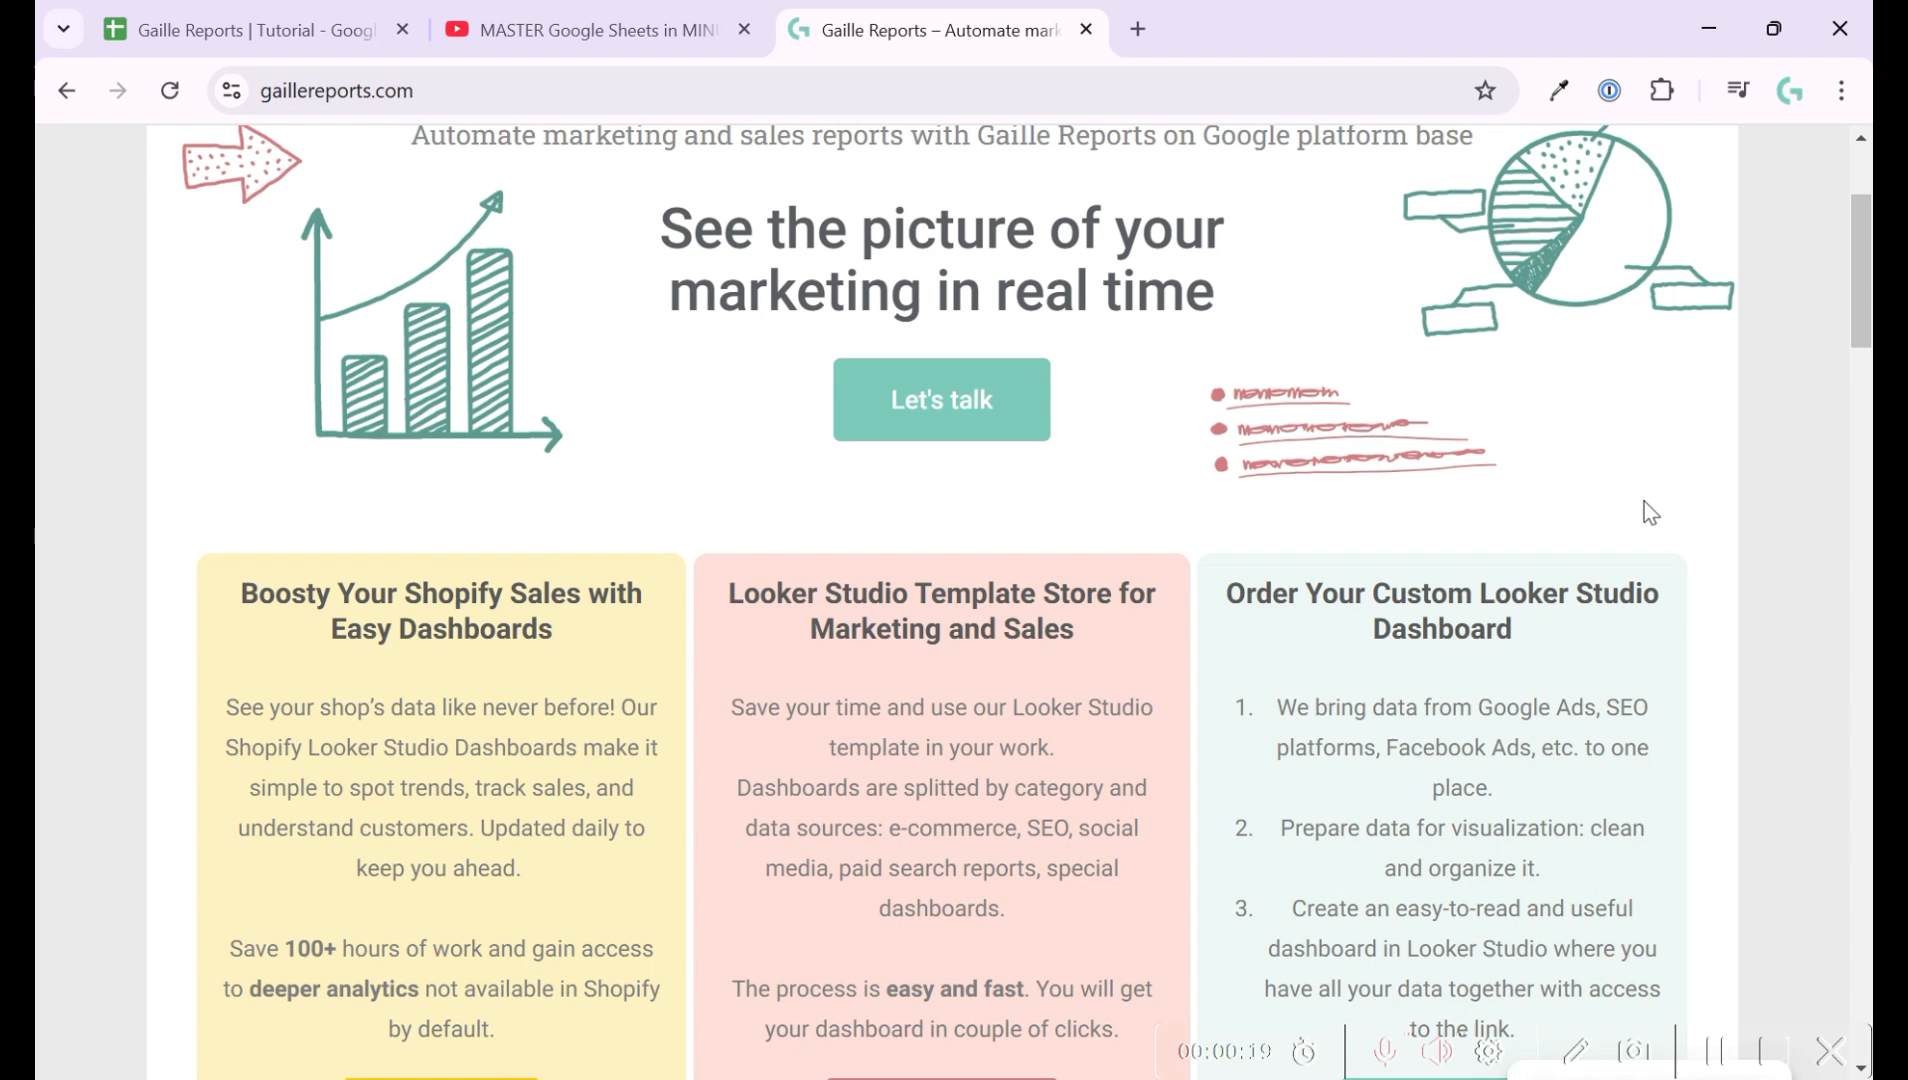 Gaille Reports | Tutorial - Googl
MASTER Google Sheets in MIN
Gaille Reports – Automate mark
gaillereports.com
Automate marketing and sales reports with Gaille Reports on Google platform base
See the picture of your
marketing in real time
Let's talk
Boosty Your Shopify Sales with
Easy Dashboards
See your shop's data like never before! Our
Shopify Looker Studio Dashboards make it
simple to spot trends, track sales, and
understand customers. Updated daily to
keep you ahead.
Save 100+ hours of work and gain access
to deeper analytics not available in Shopify
by default.
Looker Studio Template Store for
Marketing and Sales
Save your time and use our Looker Studio
template in your work.
Dashboards are splitted by category and
data sources: e-commerce, SEO, social
media, paid search reports, special
dashboards.
The process is easy and fast. You will get
your dashboard in couple of clicks.
Order Your Custom Looker Studio
Dashboard
1. We bring data from Google Ads, SEO
platforms, Facebook Ads, etc. to one
place.
2. Prepare data for visualization: clean
and organize it.
3. Create an easy-to-read and useful
dashboard in Looker Studio where you
have all your data together with access
to the link.
00:00:19